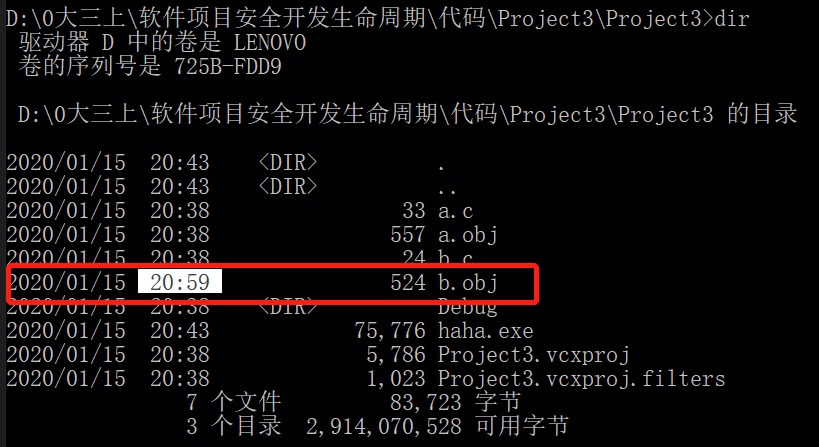 D:\0大三上\软件项目安全开发生命周期\代码\Project3\Project3>dir
驱动器 D 中的卷是 LENOVO
卷的序列号是 725B-FDD9
D:\0大三上\软件项目安全开发生命周期\代码\Project3\Project3 的目录
2020/01/15  20:43    <DIR>          .
2020/01/15  20:43    <DIR>          ..
2020/01/15  20:38                33 a.c
2020/01/15  20:38               557 a.obj
2020/01/15  20:38                24 b.c
2020/01/15  20:59               524 b.obj
2020/01/15  20:38    <DIR>          Debug
2020/01/15  20:43            75,776 haha.exe
2020/01/15  20:38             5,786 Project3.vcxproj
2020/01/15  20:38             1,023 Project3.vcxproj.filters
7 个文件         83,723 字节
3 个目录  2,914,070,528 可用字节